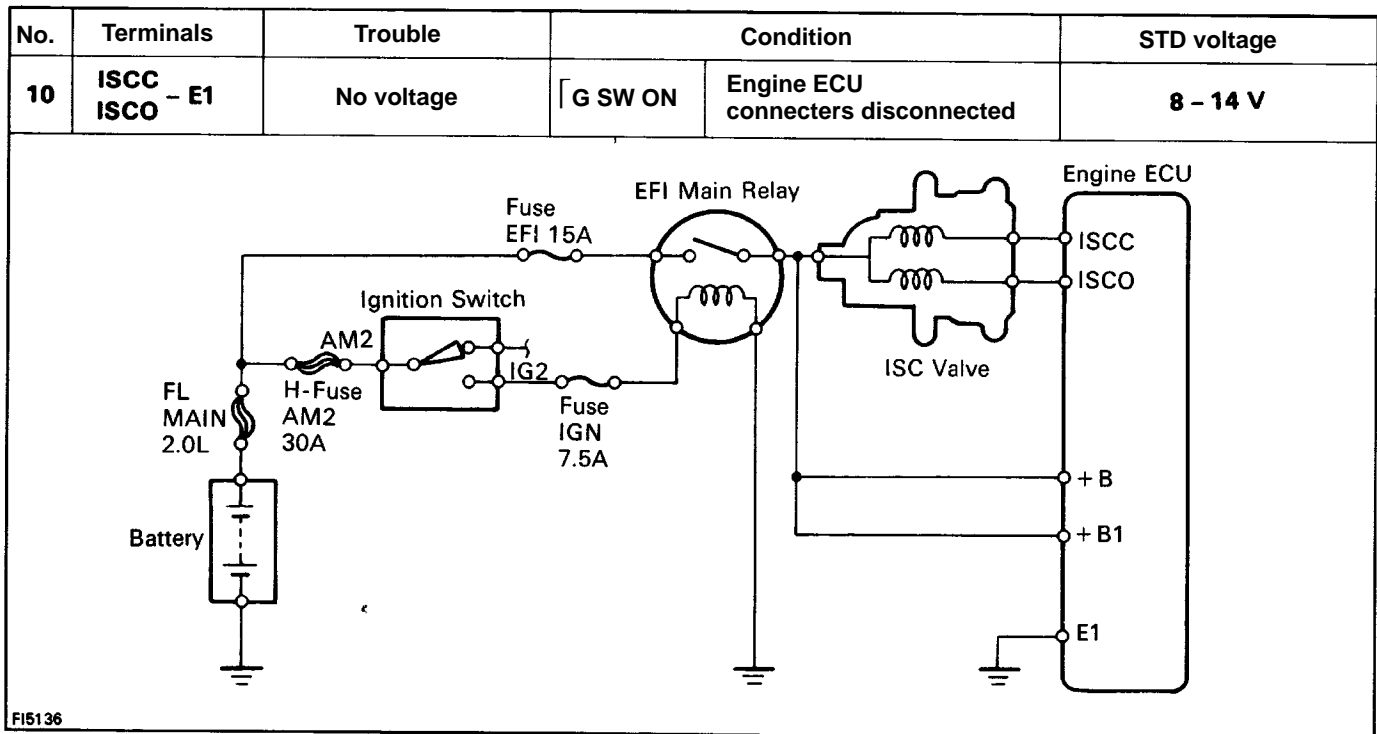 No. Terminals Trouble Condition STD voltage
10 ISCC ISCO – E1 No voltage ⌈G SW ON Engine ECU connecters disconnected 8 – 14 V
Engine ECU
EFI Main Relay
Fuse
EFI 15A
ISCC
ISCO
Ignition Switch
AM2
IG2
ISC Valve
FL
MAIN
2.0L
H-Fuse
AM2
30A
Fuse
IGN
7.5A
+B
Battery
+B1
E1
FI5136